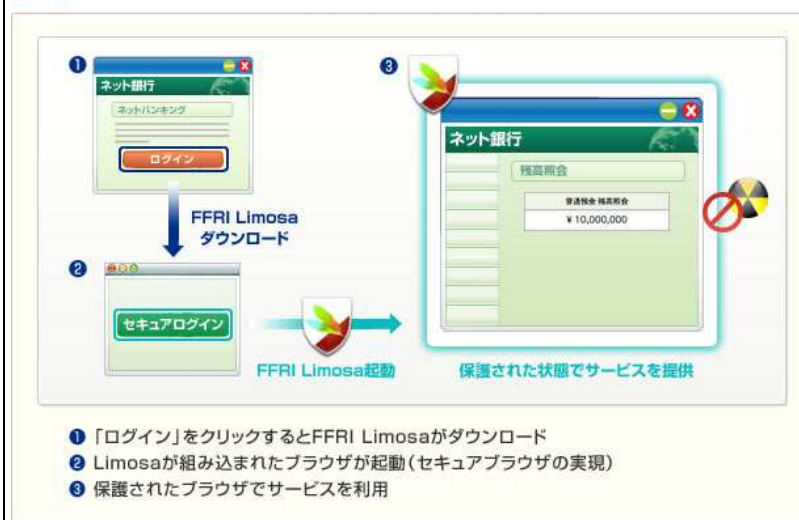 ❶
ネット銀行
ネットバンキング
ログイン
FFRI Limosa
ダウンロード
❷
セキュアログイン
FFRI Limosa起動
❸
ネット銀行
残高照会
普通預金 残高照会
¥10,000,000
保護された状態でサービスを提供
❶ 「ログイン」をクリックするとFFRI Limosaがダウンロード
❷ Limosaが組み込まれたブラウザが起動(セキュアブラウザの実現)
❸ 保護されたブラウザでサービスを利用